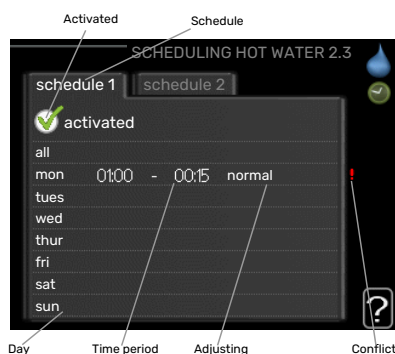 Activated
Schedule
SCHEDULING HOT WATER 2.3
schedule 1 schedule 2
activated
all
mon 01:00 - 00:15 normal !
tues
wed
thur
fri
sat
sun
?
Day Time period Adjusting Conflict